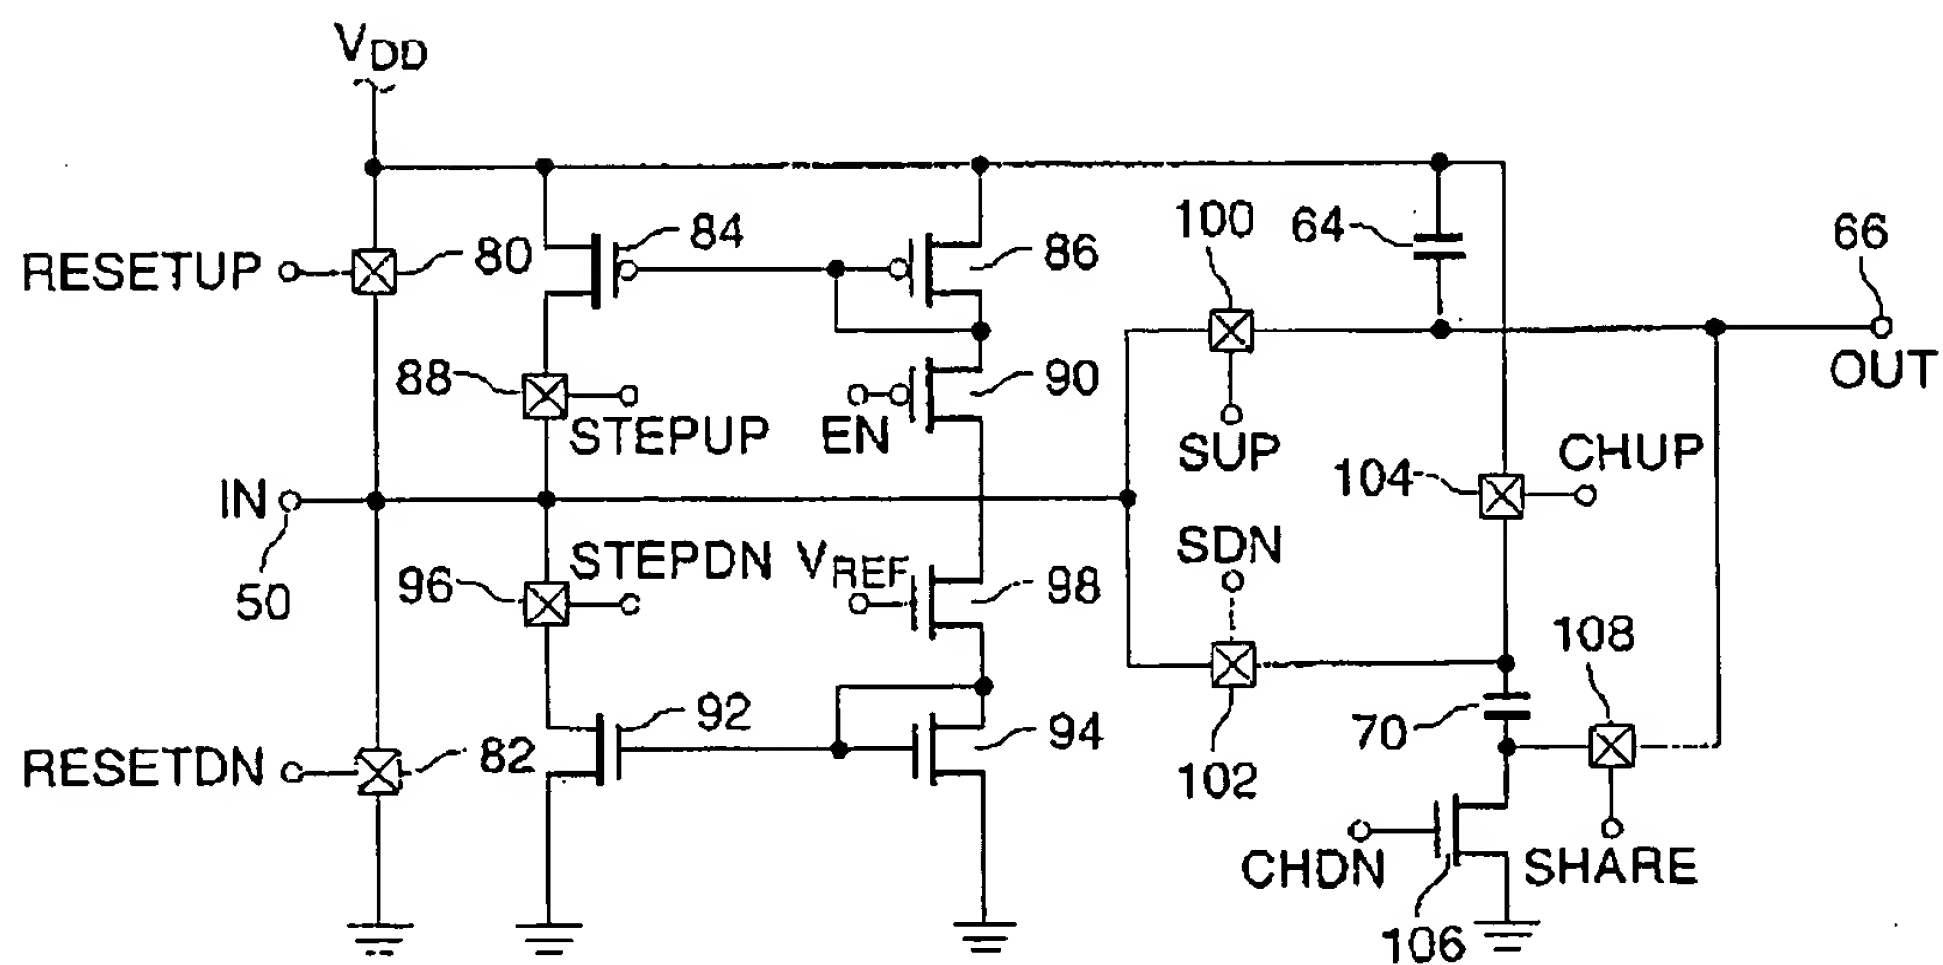 VDD
RESETUP
80
84
86
100
64
66
OUT
88
STEPUP
EN
90
SUP
104
CHUP
IN
50
96
STEPDN
VREF
98
SDN
108
102
70
RESETDN
82
92
94
CHDN
SHARE
106